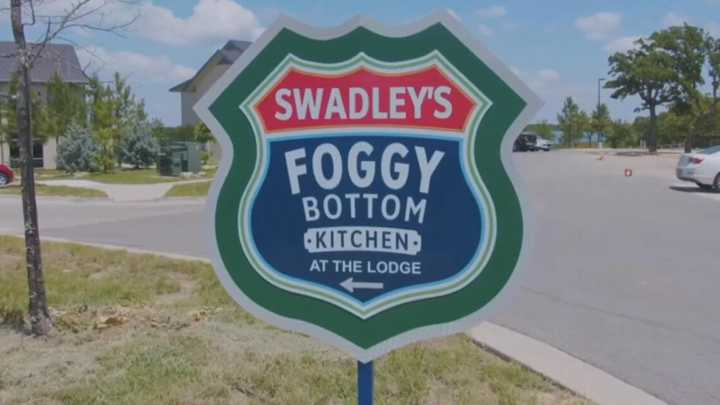 SWADLEY'S
FOGGY
BOTTOM
KITCHEN
AT THE LODGE